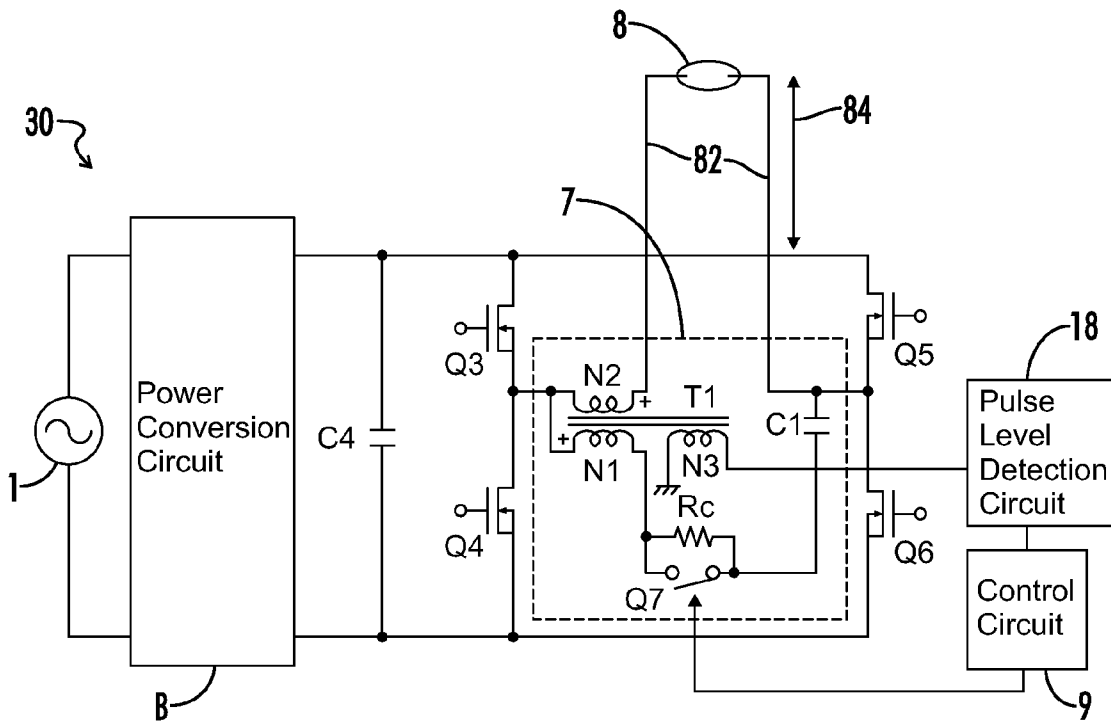 8
30
84
82
7
18
Q3
Q5
N2
T1
Power
Conversion
Circuit
C4
C1
Pulse
Level
Detection
Circuit
1
N1
N3
Rc
Q4
Q6
Q7
Control
Circuit
B
9